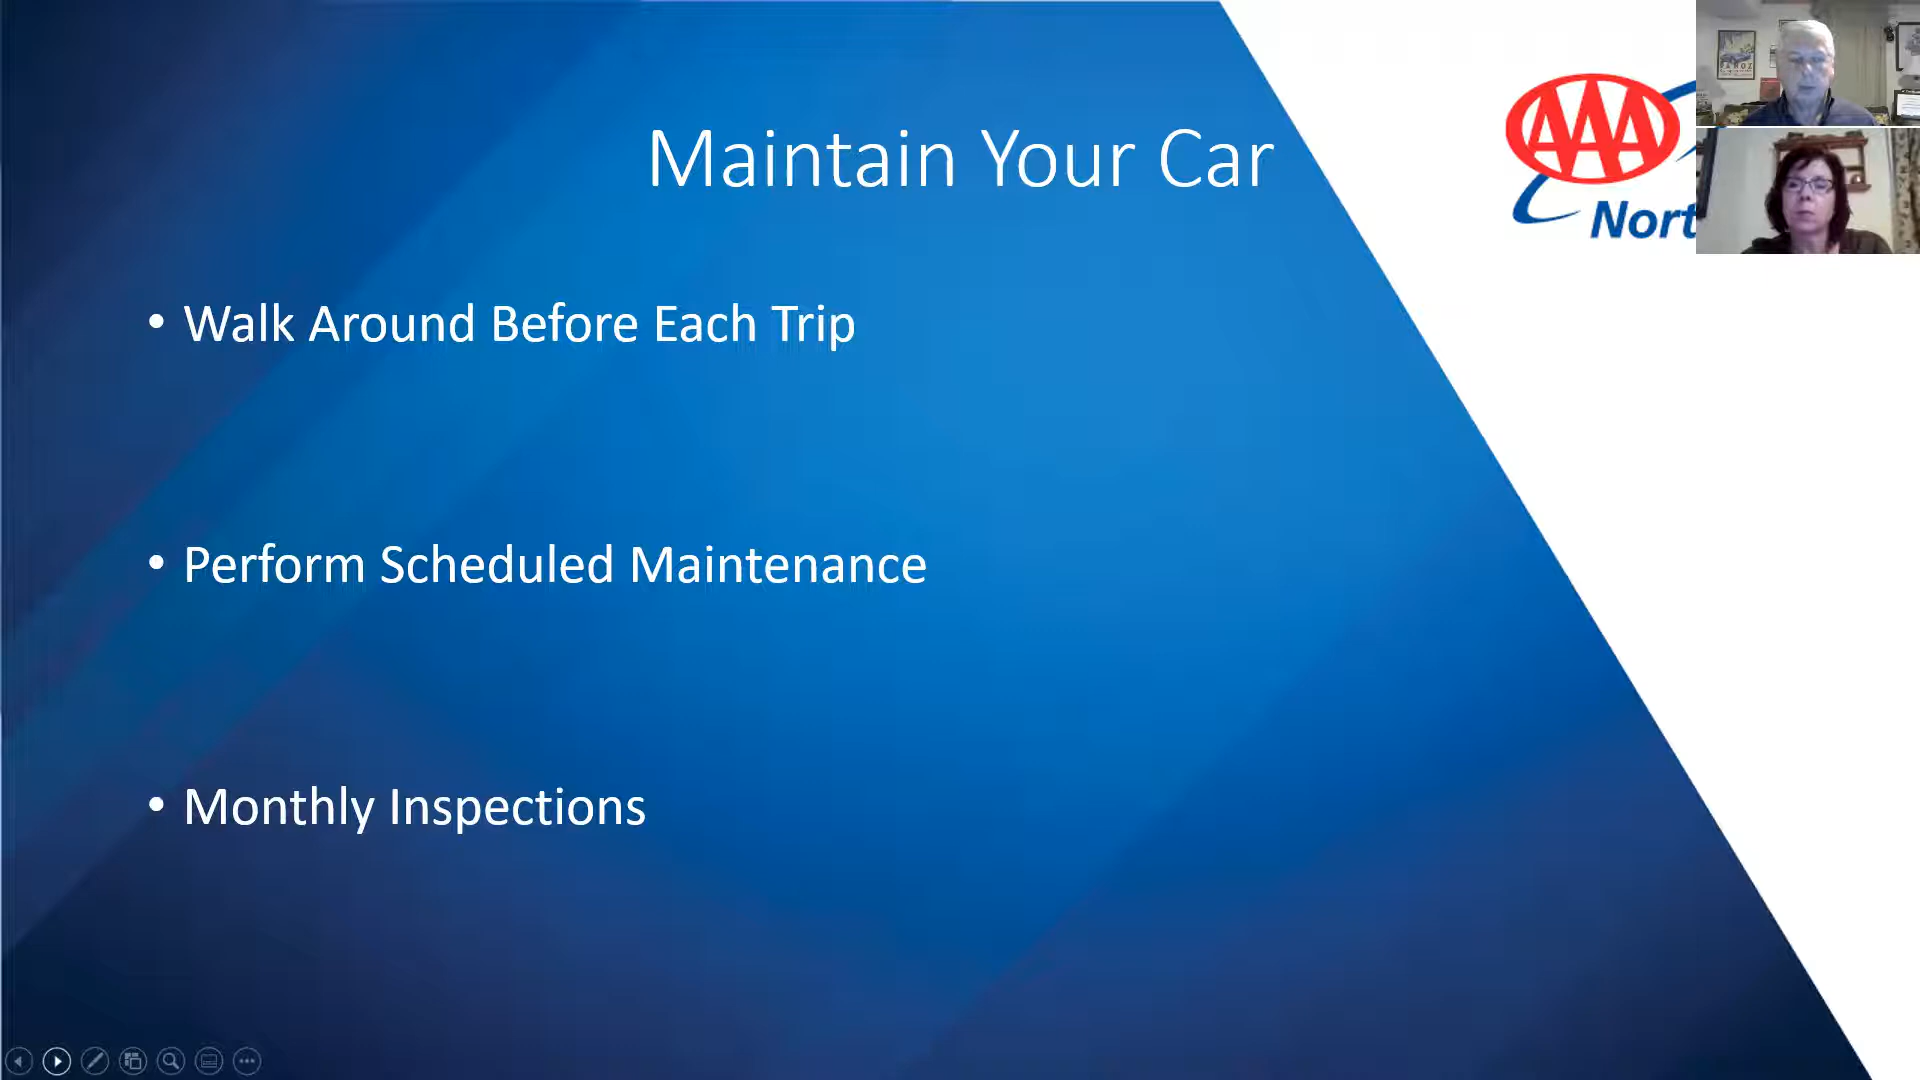 Maintain Your Car
AAA
Nort
• Walk Around Before Each Trip
• Perform Scheduled Maintenance
• Monthly Inspections